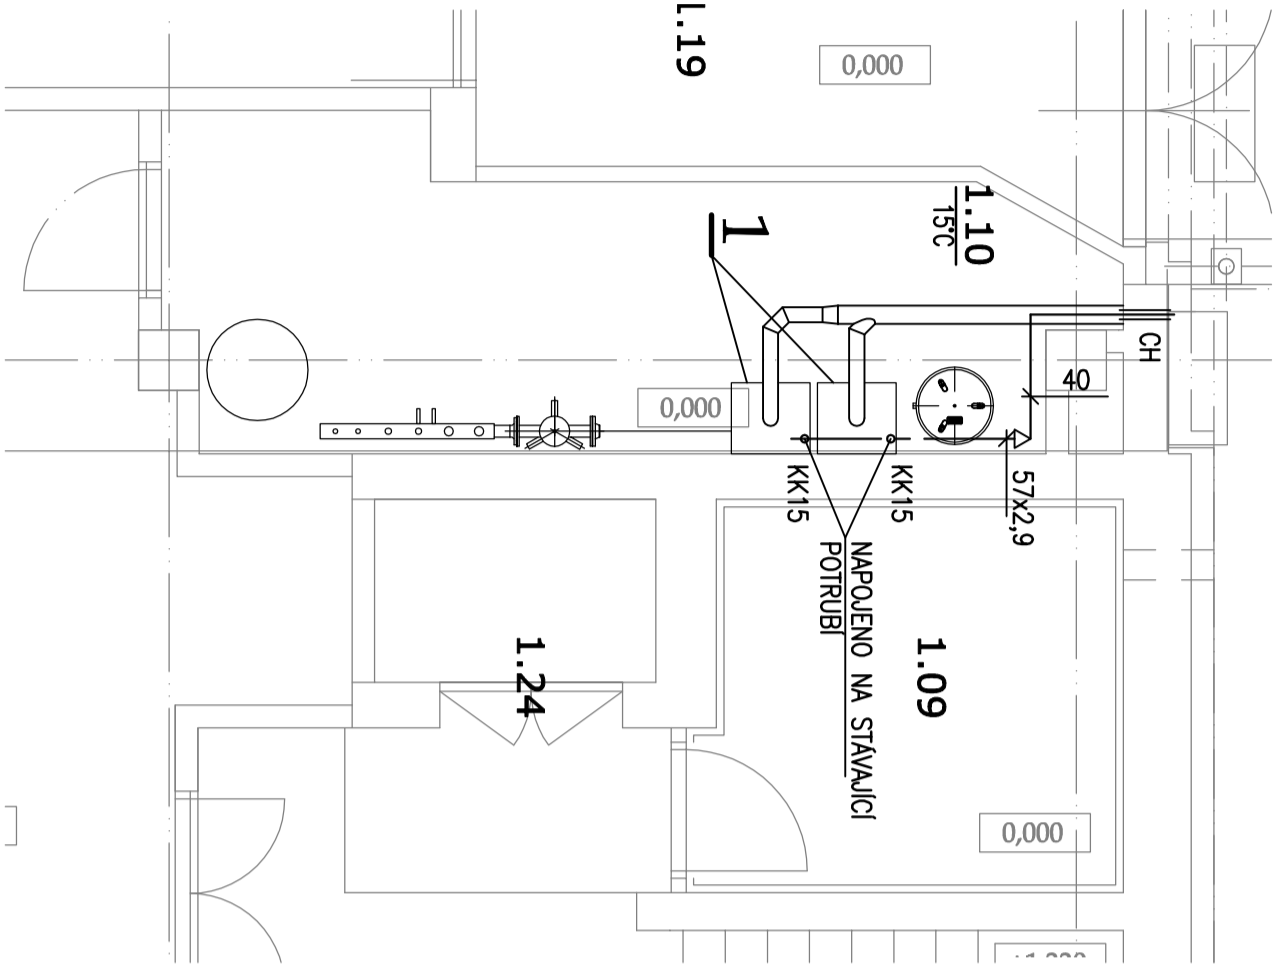 1.19
0,000
1.10
15°C
1
CH
40
0,000
KK15
KK15
57x2,9
NAPOJENO NA STÁVAJÍCÍ
POTRUBÍ
1.24
1.09
0,000